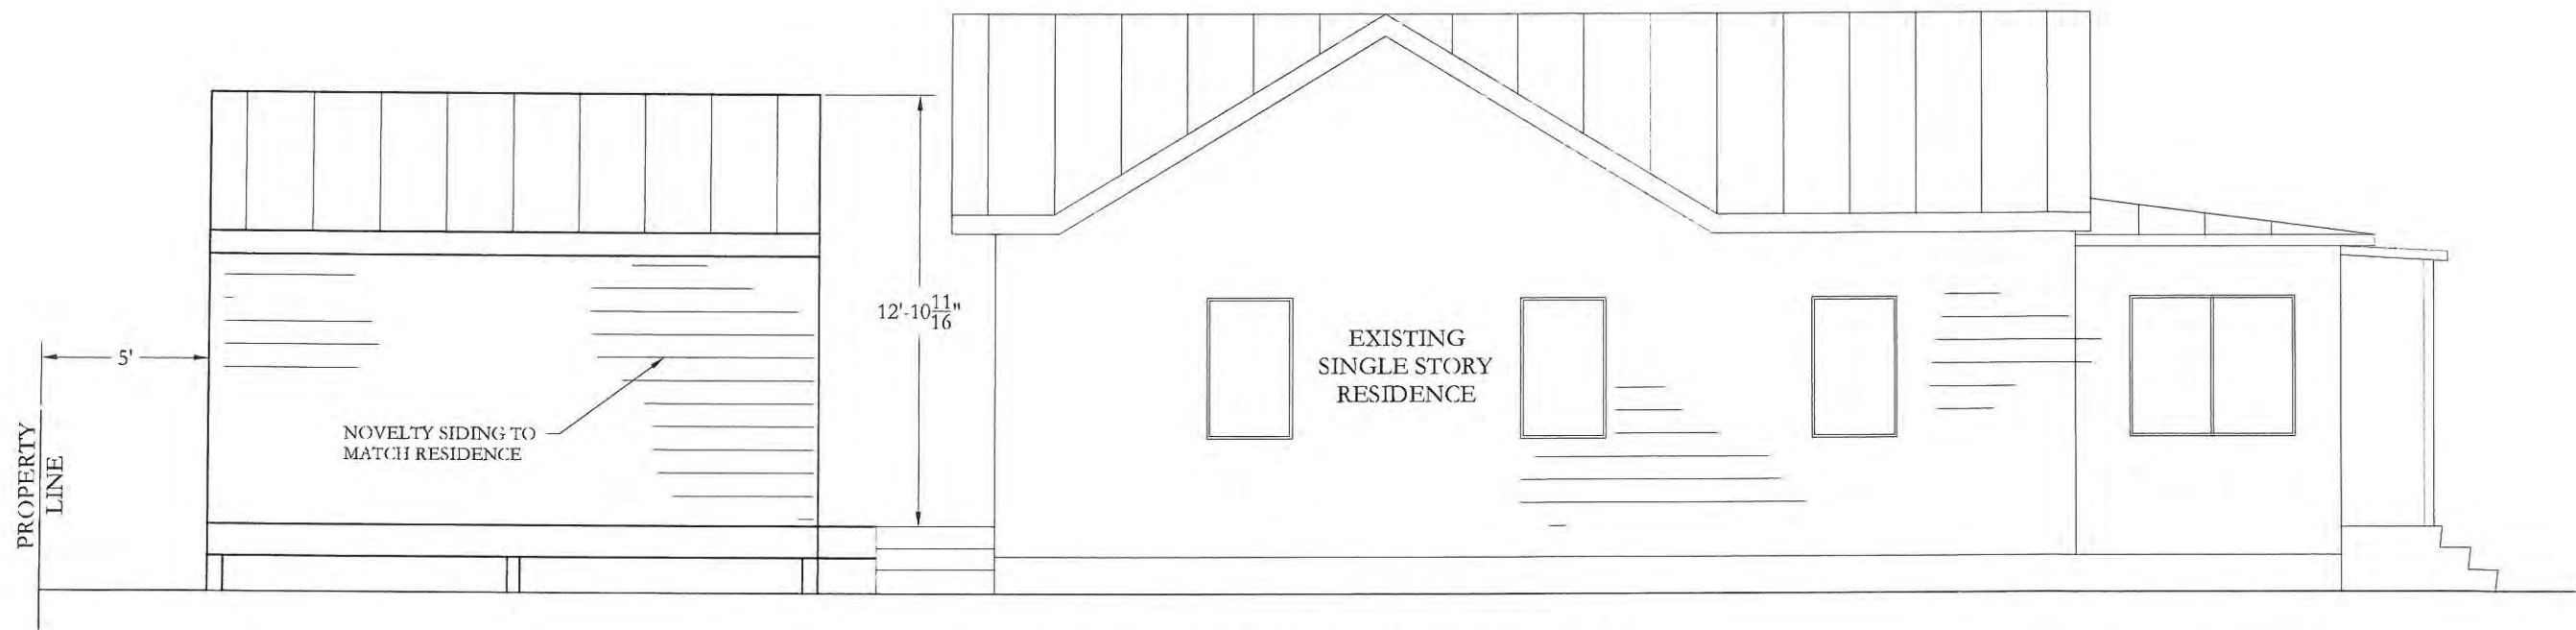 12'-10 11/16"
5'
EXISTING
SINGLE STORY
RESIDENCE
NOVELTY SIDING TO
MATCH RESIDENCE
PROPERTY
LINE